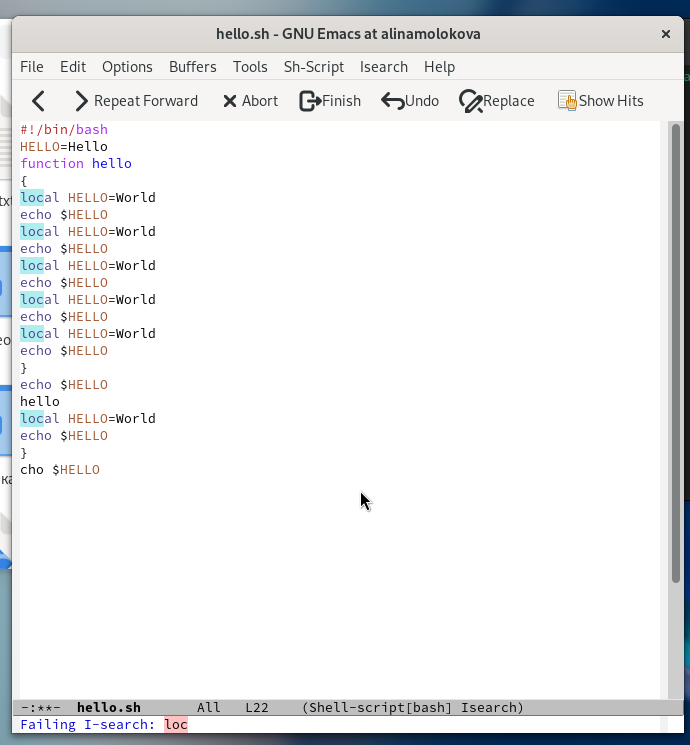 hello.sh - GNU Emacs at alinamolokova
File Edit Options Buffers Tools Sh-Script Isearch Help
Repeat Forward Abort Finish Undo Replace Show Hits
#!/bin/bash
HELLO=Hello
function hello
{
local HELLO=World
echo $HELLO
local HELLO=World
echo $HELLO
local HELLO=World
echo $HELLO
local HELLO=World
echo $HELLO
local HELLO=World
echo $HELLO
}
echo $HELLO
hello
local HELLO=World
echo $HELLO
}
cho $HELLO
-:**- hello.sh All L22 (Shell-script[bash] Isearch)
Failing I-search: loc